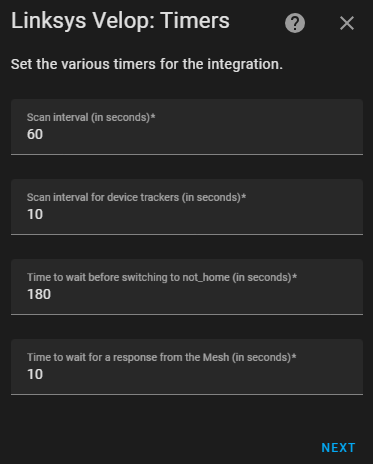 Linksys Velop: Timers
Set the various timers for the integration.
Scan interval (in seconds)*
60
Scan interval for device trackers (in seconds)*
10
Time to wait before switching to not_home (in seconds)*
180
Time to wait for a response from the Mesh (in seconds)*
10
NEXT